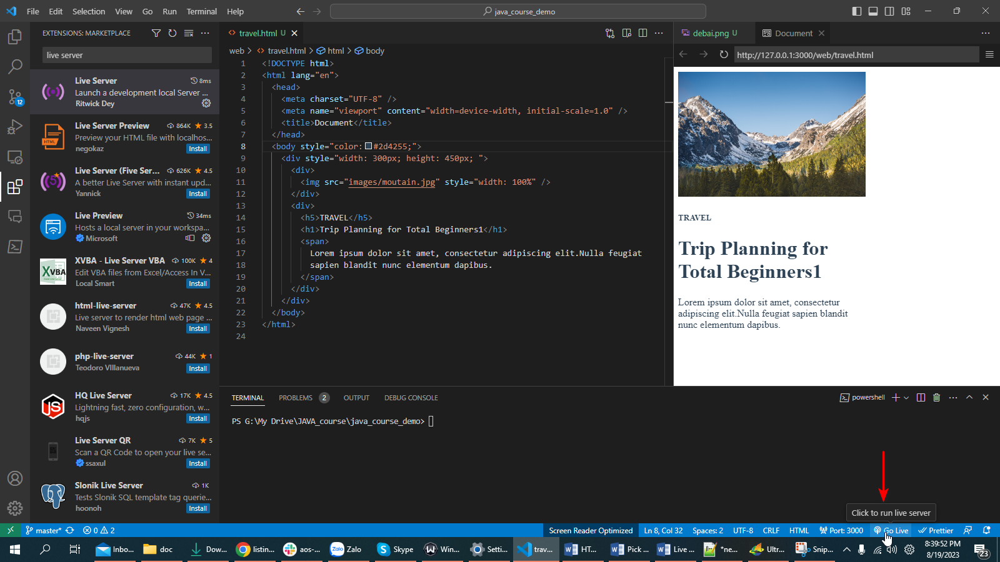 File Edit Selection View Go Run Terminal Help
java_course_demo
EXTENSIONS: MARKETPLACE
live server
Live Server 8ms
Launch a development local Server ...
Ritwick Dey
Live Server Preview 864K 3.5
Preview your HTML file with localhos...
negokaz Install
Live Server (Five Ser... 626K 4.5
A better Live Server with instant upd...
Yannick Install
Live Preview 34ms
Hosts a local server in your workspa...
Microsoft
XVBA - Live Server VBA 100K 4
Edit VBA files from Excel/Access In V...
Local Smart Install
html-live-server 47K 4.5
Live server to render html web page ...
Naveen Vignesh Install
php-live-server 44K 1
Teodoro VIllanueva Install
HQ Live Server 17K 4.5
Lightning fast, zero configuration, w...
hqjs Install
Live Server QR 7K 5
Scan a QR Code to open your live se...
ssaxul Install
Slonik Live Server 1K
Tests Slonik SQL template tag querie...
hoonoh Install
12
travel.html U
web > travel.html > html > body
1 <!DOCTYPE html>
2 <html lang="en">
3 <head>
4 <meta charset="UTF-8" />
5 <meta name="viewport" content="width=device-width, initial-scale=1.0" />
6 <title>Document</title>
7 </head>
8 <body style="color: #2d4255;">
9 <div style="width: 300px; height: 450px; ">
10 <div>
11 <img src="images/moutain.jpg" style="width: 100%" />
12 </div>
13 <div>
14 <h5>TRAVEL</h5>
15 <h1>Trip Planning for Total Beginners1</h1>
16 <span>
17 Lorem ipsum dolor sit amet, consectetur adipiscing elit.Nulla feugiat
18 sapien blandit nunc elementum dapibus.
19 </span>
20 </div>
21 </div>
22 </body>
23 </html>
24
debai.png U Document
http://127.0.0.1:3000/web/travel.html
TRAVEL
Trip Planning for
Total Beginners1
Lorem ipsum dolor sit amet, consectetur
adipiscing elit.Nulla feugiat sapien blandit
nunc elementum dapibus.
TERMINAL PROBLEMS 2 OUTPUT DEBUG CONSOLE
powershell
PS G:\My Drive\JAVA_course\java_course_demo>
Click to run live server
master* 0 2
Screen Reader Optimized Ln 8, Col 32 Spaces: 2 UTF-8 CRLF HTML Port: 3000 Go Live Prettier
Inbo... doc Dow... listin... aos-... Zalo Skype Win... Setti... trav... HT... Pick ... Live ... *ne... Ultr... Snip...
8:39:52 PM
8/19/2023
23